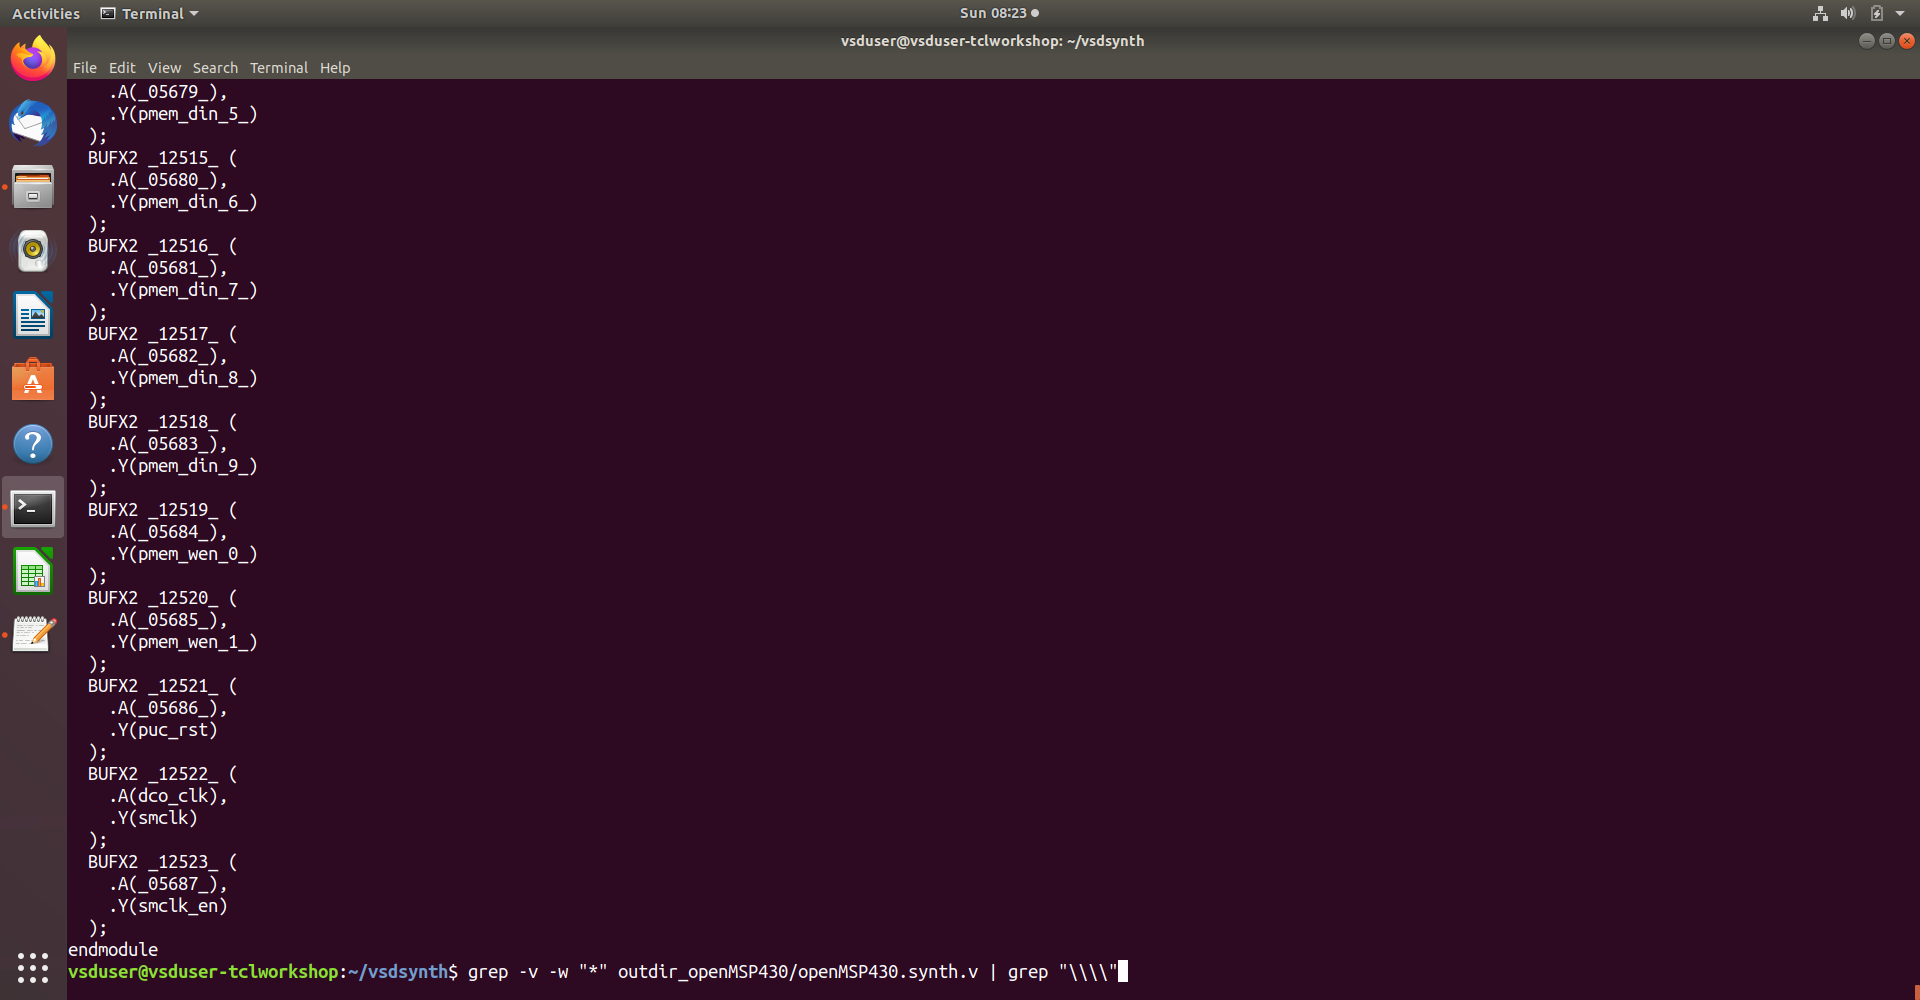 Activities Terminal Sun 08:23
vsduser@vsduser-tclworkshop: ~/vsdsynth
File Edit View Search Terminal Help
.A(_05679_),
.Y(pmem_din_5_)
);
BUFX2 _12515_ (
.A(_05680_),
.Y(pmem_din_6_)
);
BUFX2 _12516_ (
.A(_05681_),
.Y(pmem_din_7_)
);
BUFX2 _12517_ (
.A(_05682_),
.Y(pmem_din_8_)
);
BUFX2 _12518_ (
.A(_05683_),
.Y(pmem_din_9_)
);
BUFX2 _12519_ (
.A(_05684_),
.Y(pmem_wen_0_)
);
BUFX2 _12520_ (
.A(_05685_),
.Y(pmem_wen_1_)
);
BUFX2 _12521_ (
.A(_05686_),
.Y(puc_rst)
);
BUFX2 _12522_ (
.A(dco_clk),
.Y(smclk)
);
BUFX2 _12523_ (
.A(_05687_),
.Y(smclk_en)
);
endmodule
vsduser@vsduser-tclworkshop:~/vsdsynth$ grep -v -w "*" outdir_openMSP430/openMSP430.synth.v | grep "\\\\"